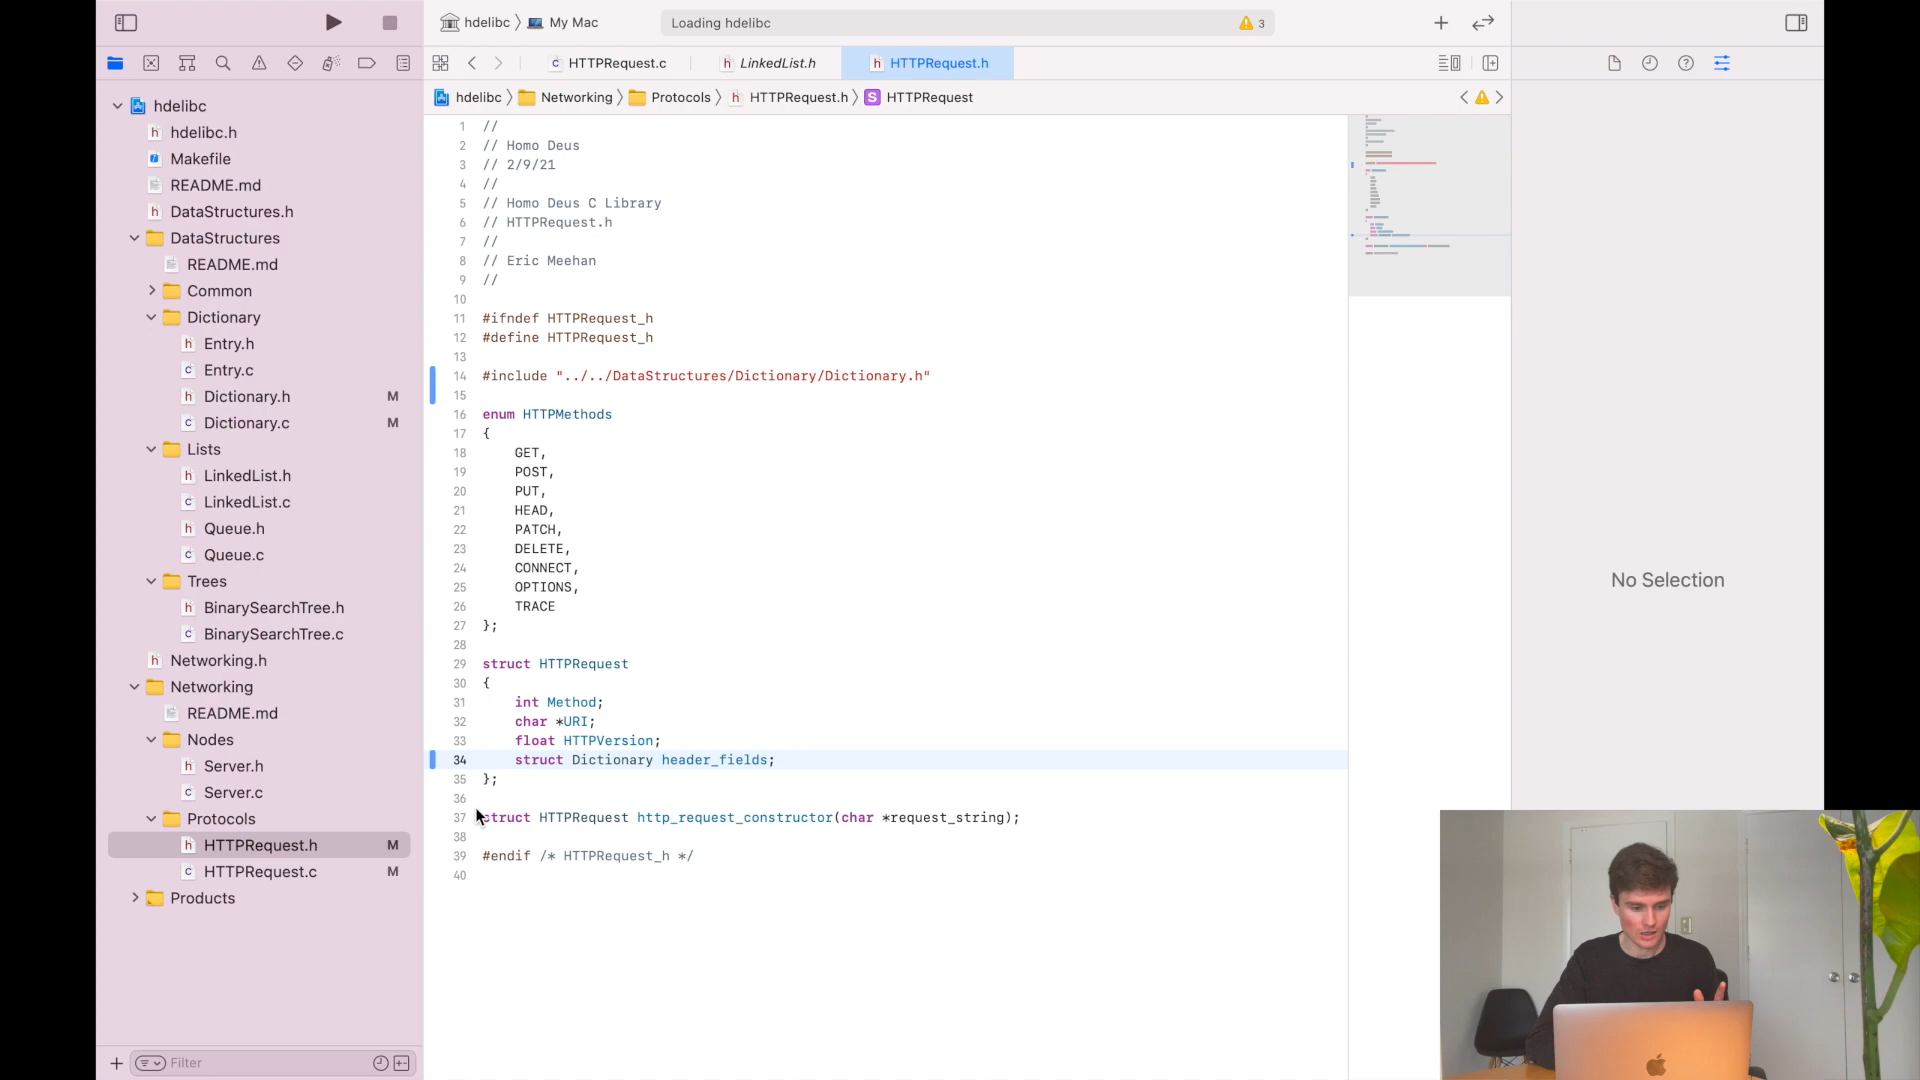 hdelibc
My Mac
Loading hdelibc
3
HTTPRequest.c
LinkedList.h
HTTPRequest.h
hdelibc
Networking
Protocols
HTTPRequest.h
S
HTTPRequest
hdelibc
hdelibc.h
Makefile
README.md
DataStructures.h
DataStructures
README.md
Common
Dictionary
Entry.h
Entry.c
Dictionary.h M
Dictionary.c M
Lists
LinkedList.h
LinkedList.c
Queue.h
Queue.c
Trees
BinarySearchTree.h
BinarySearchTree.c
Networking.h
Networking
README.md
Nodes
Server.h
Server.c
Protocols
HTTPRequest.h M
HTTPRequest.c M
Products
Filter
1 //
2 // Homo Deus
3 // 2/9/21
4 //
5 // Homo Deus C Library
6 // HTTPRequest.h
7 //
8 // Eric Meehan
9 //
10
11 #ifndef HTTPRequest_h
12 #define HTTPRequest_h
13
14 #include "../../DataStructures/Dictionary/Dictionary.h"
15
16 enum HTTPMethods
17 {
18 GET,
19 POST,
20 PUT,
21 HEAD,
22 PATCH,
23 DELETE,
24 CONNECT,
25 OPTIONS,
26 TRACE
27 };
28
29 struct HTTPRequest
30 {
31 int Method;
32 char *URI;
33 float HTTPVersion;
34 struct Dictionary header_fields;
35 };
36
37 struct HTTPRequest http_request_constructor(char *request_string);
38
39 #endif /* HTTPRequest_h */
40
No Selection